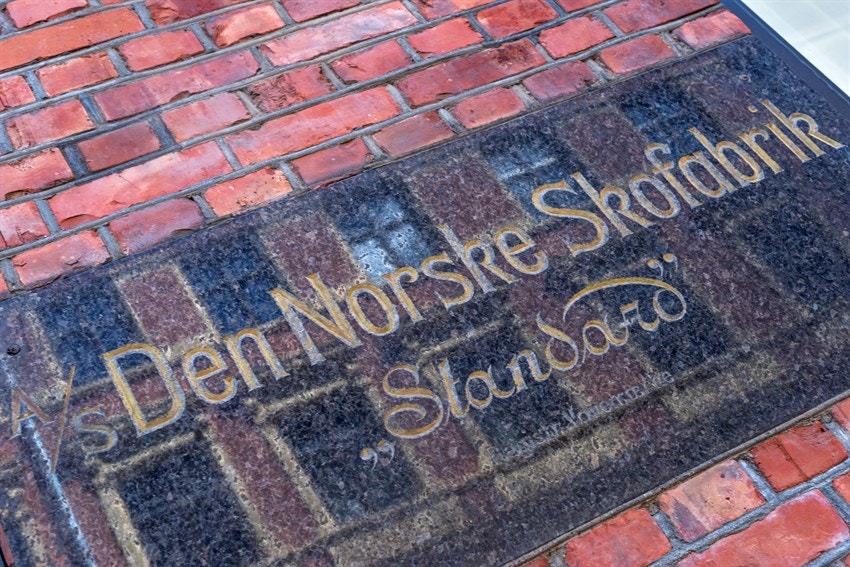 A/S Den Norske Skofabrik
„Standard”